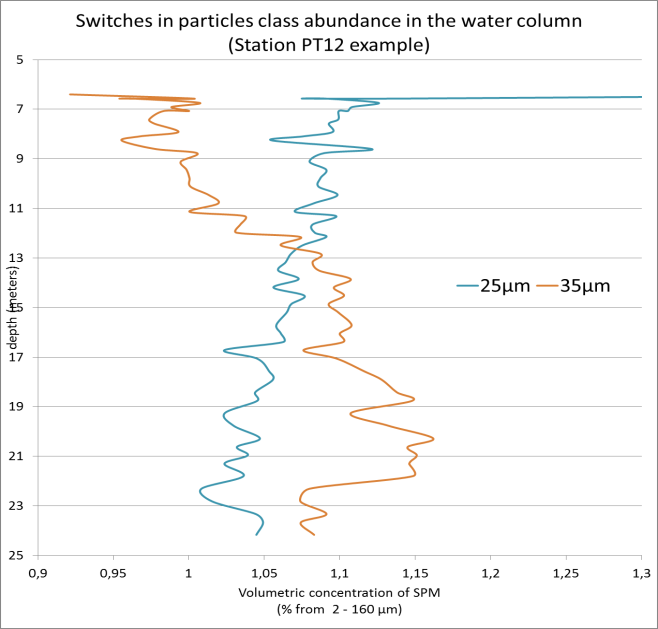 Switches in particles class abundance in the water column
(Station PT12 example)
5
7
9
11
13
15
17
19
21
23
25
depth (meters)
25µm
35µm
0,9
0,95
1
1,05
1,1
1,15
1,2
1,25
1,3
Volumetric concentration of SPM
(% from 2 - 160 µm)